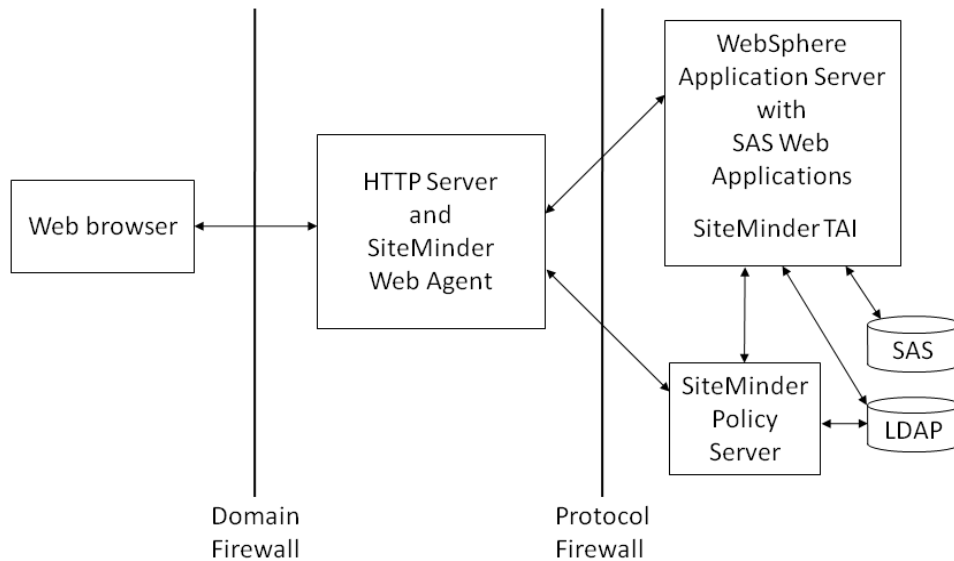 Web browser
HTTP Server
and
SiteMinder
Web Agent
WebSphere
Application Server
with
SAS Web
Applications
SiteMinder TAI
SAS
LDAP
SiteMinder
Policy
Server
Domain
Firewall
Protocol
Firewall